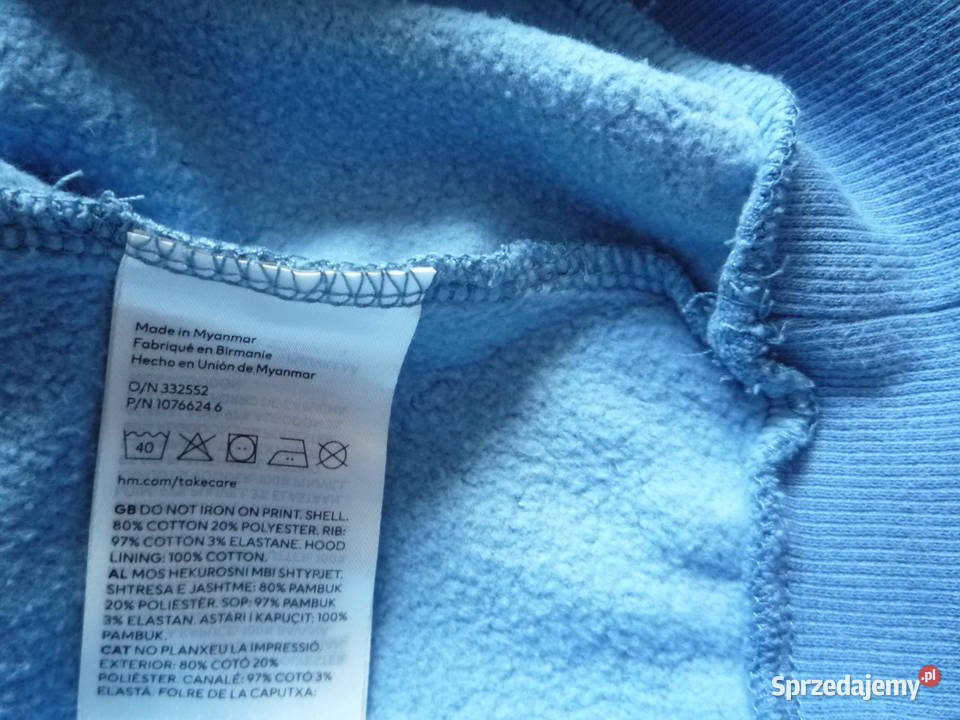 Made in Myanmar
Fabriqué en Birmanie
Hecho en Unión de Myanmar
O/N 332552
P/N 1076624 6
40
hm.com/takecare
GB DO NOT IRON ON PRINT. SHELL:
80% COTTON 20% POLYESTER. RIB:
97% COTTON 3% ELASTANE. HOOD
LINING: 100% COTTON.
AL MOS HEKUROSNI MBI SHTYPJET.
SHTRESA E JASHTME: 80% PAMBUK
20% POLIESTËR. SOP: 97% PAMBUK
3% ELASTAN. ASTARI I KAPUÇIT: 100%
PAMBUK.
CAT NO PLANXEU LA IMPRESSIÓ.
EXTERIOR: 80% COTÓ 20%
POLIÈSTER. CANALÉ: 97% COTÓ 3%
ELASTÀ. FOLRE DE LA CAPUTXA:
Sprzedajemy.pl